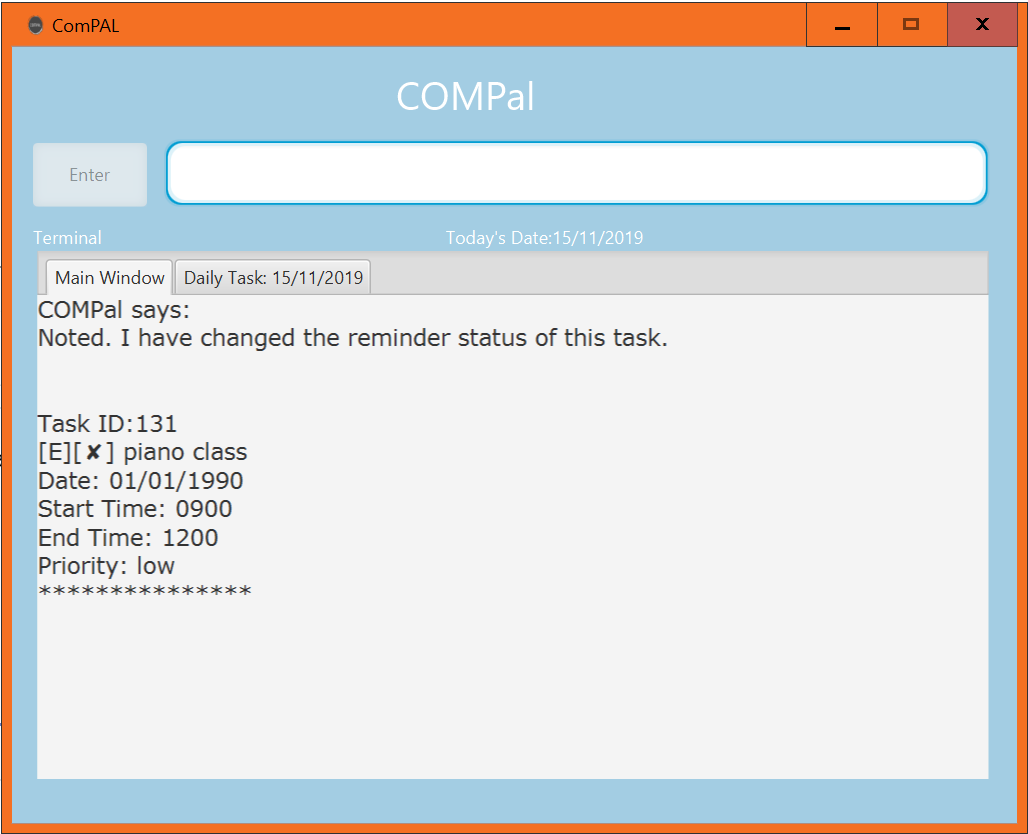 ComPAL
COMPal
Enter
Terminal
Today's Date:15/11/2019
Main Window
Daily Task: 15/11/2019
COMPal says:
Noted. I have changed the reminder status of this task.
Task ID:131
[E][✘] piano class
Date: 01/01/1990
Start Time: 0900
End Time: 1200
Priority: low
***************